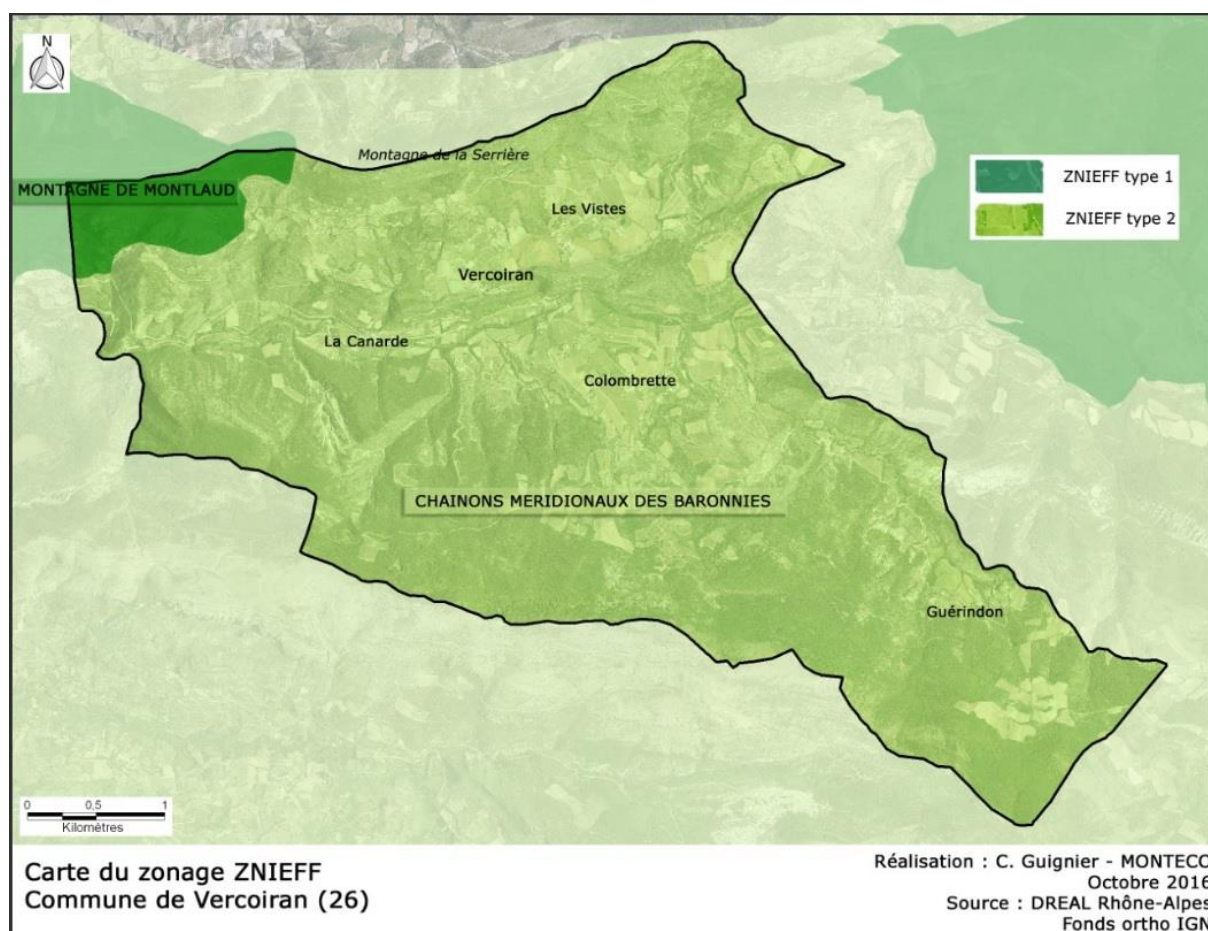 N
Montagne de la Serrière
MONTAGNE DE MONTLAUD
ZNIEFF type 1
ZNIEFF type 2
Les Vistes
Vercoiran
La Canarde
Colombrette
CHAINONS MERIDIONAUX DES BARONNIES
Guérindon
0 0,5 1
Kilomètres
Carte du zonage ZNIEFF
Commune de Vercoiran (26)
Réalisation : C. Guignier - MONTECO
Octobre 2016
Source : DREAL Rhône-Alpes
Fonds ortho IGN